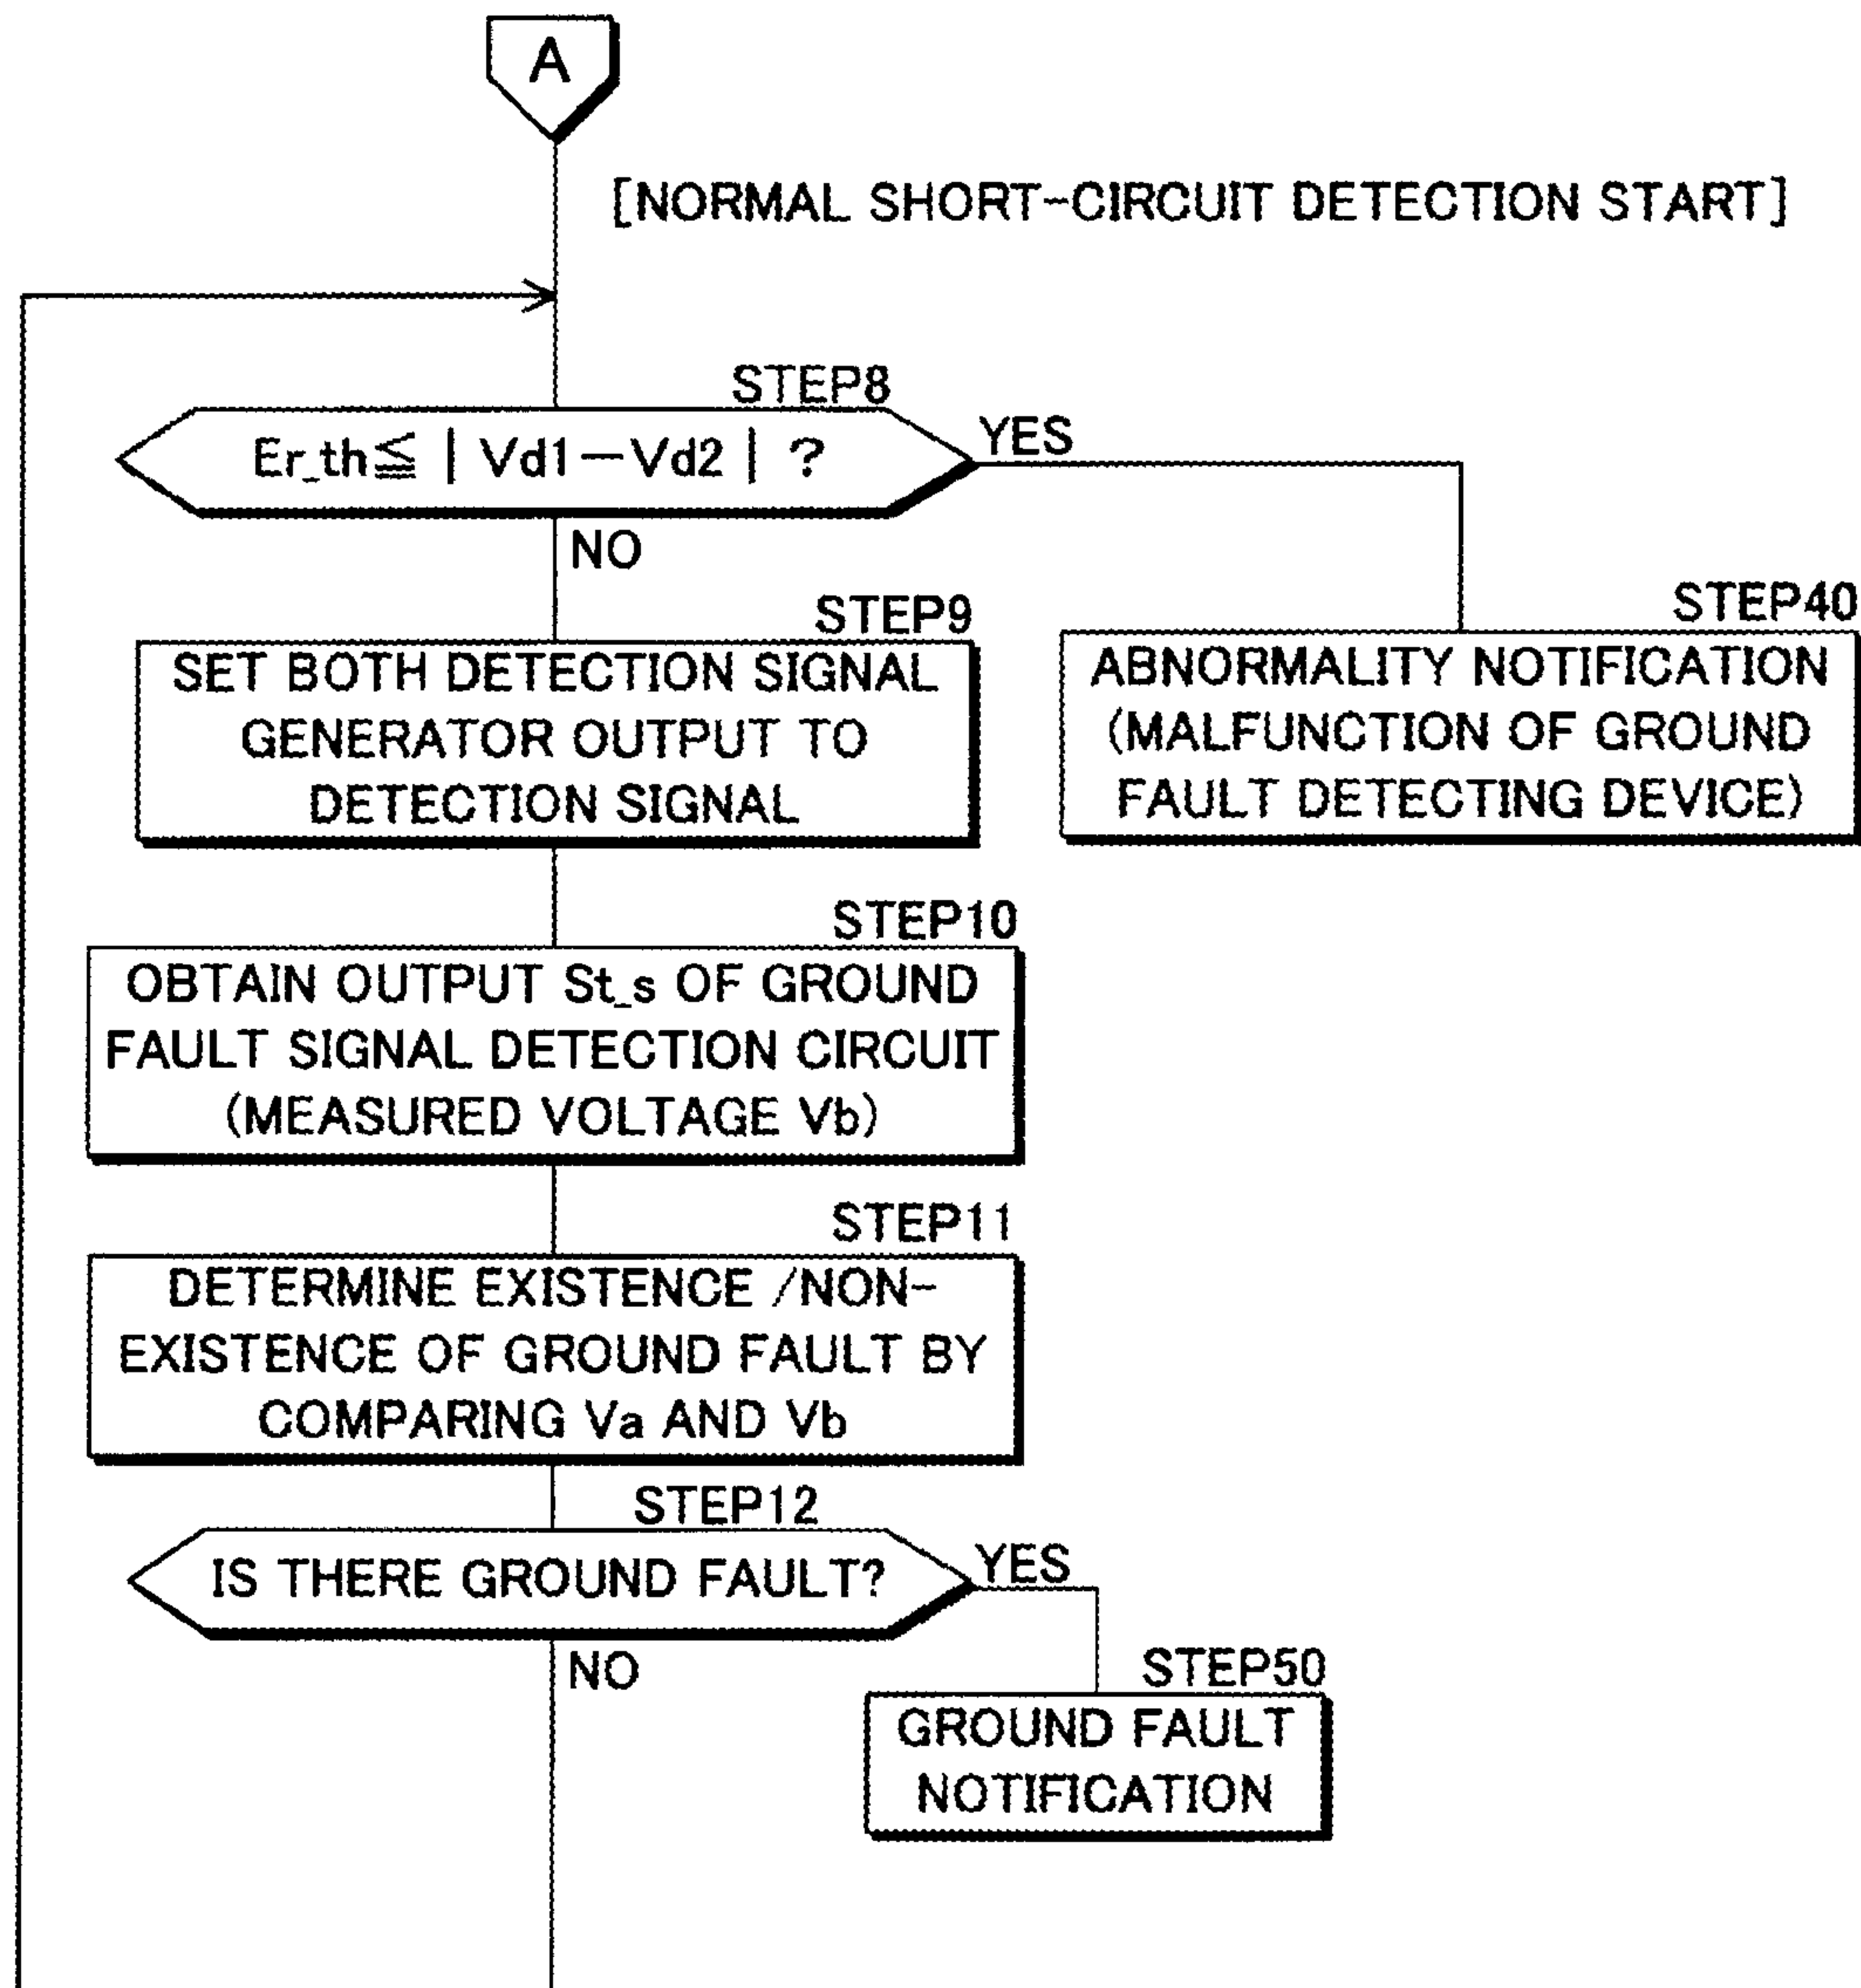 A
[NORMAL SHORT-CIRCUIT DETECTION START]
STEP8
Er_th≦ | Vd1-Vd2 | ?
YES
NO
STEP9
SET BOTH DETECTION SIGNAL
GENERATOR OUTPUT TO
DETECTION SIGNAL
STEP40
ABNORMALITY NOTIFICATION
(MALFUNCTION OF GROUND
FAULT DETECTING DEVICE)
STEP10
OBTAIN OUTPUT St_s OF GROUND
FAULT SIGNAL DETECTION CIRCUIT
(MEASURED VOLTAGE Vb)
STEP11
DETERMINE EXISTENCE /NON-
EXISTENCE OF GROUND FAULT BY
COMPARING Va AND Vb
STEP12
IS THERE GROUND FAULT?
YES
NO
STEP50
GROUND FAULT
NOTIFICATION